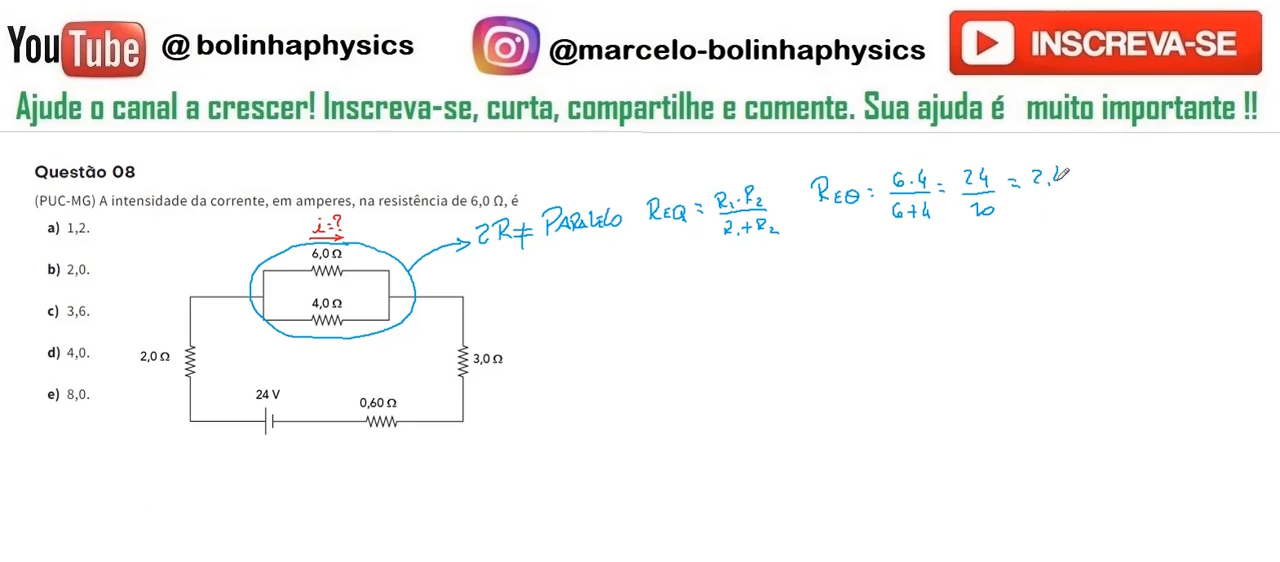 YouTube @bolinhaphysics @marcelo-bolinhaphysics INSCREVA-SE
Ajude o canal a crescer! Inscreva-se, curta, compartilhe e comente. Sua ajuda é muito importante !!
Questão 08
(PUC-MG) A intensidade da corrente, em amperes, na resistência de 6,0 Ω, é
a) 1,2.
b) 2,0.
c) 3,6.
d) 4,0.
e) 8,0.
i=?
6,0 Ω
4,0 Ω
2,0 Ω
3,0 Ω
24 V
0,60 Ω
2R≠ PARALELO
REQ = R1.R2 / R1+R2
REQ = 6.4 / 6+4 = 24 / 10 = 2,4